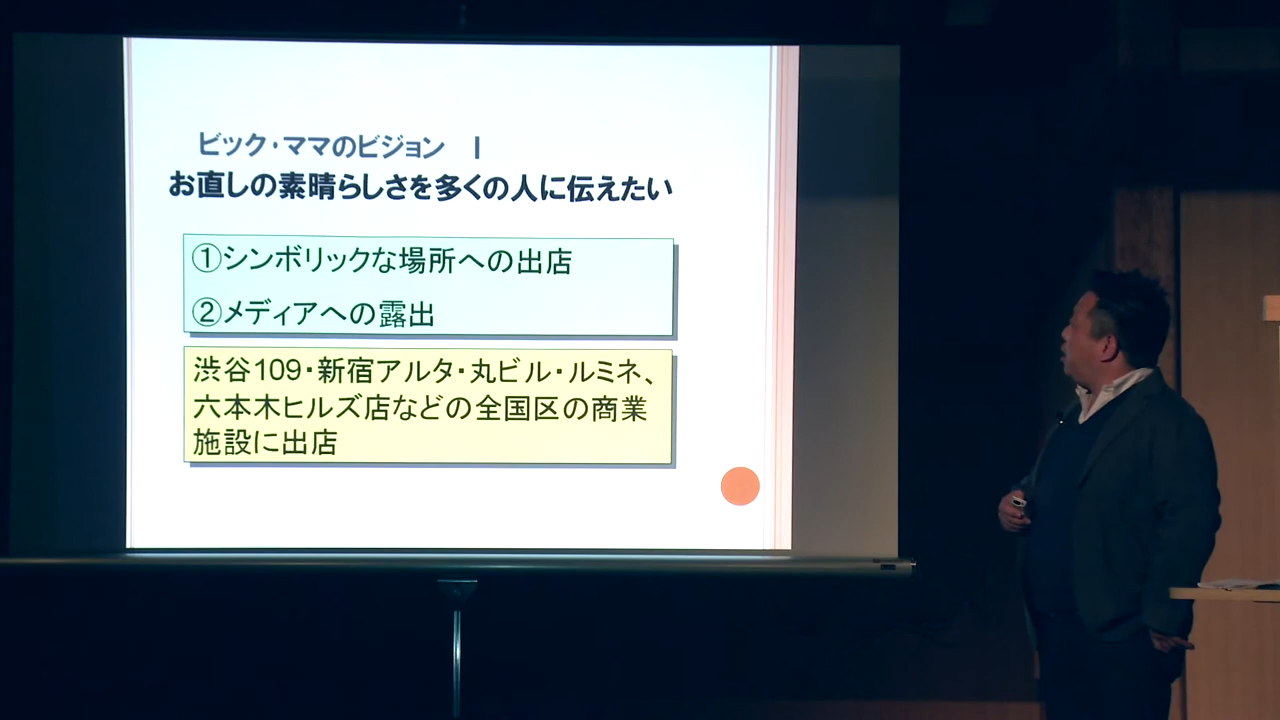 ビック・ママのビジョン Ⅰ
お直しの素晴らしさを多くの人に伝えたい
①シンボリックな場所への出店
②メディアへの露出
渋谷109・新宿アルタ・丸ビル・ルミネ、
六本木ヒルズ店などの全国区の商業
施設に出店